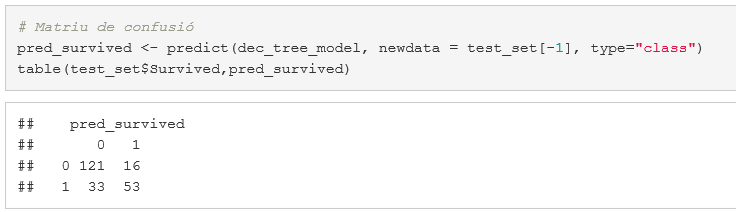 # Matriu de confusió
pred_survived <- predict(dec_tree_model, newdata = test_set[-1], type="class")
table(test_set$Survived,pred_survived)
##    pred_survived
##       0   1
##   0 121  16
##   1  33  53